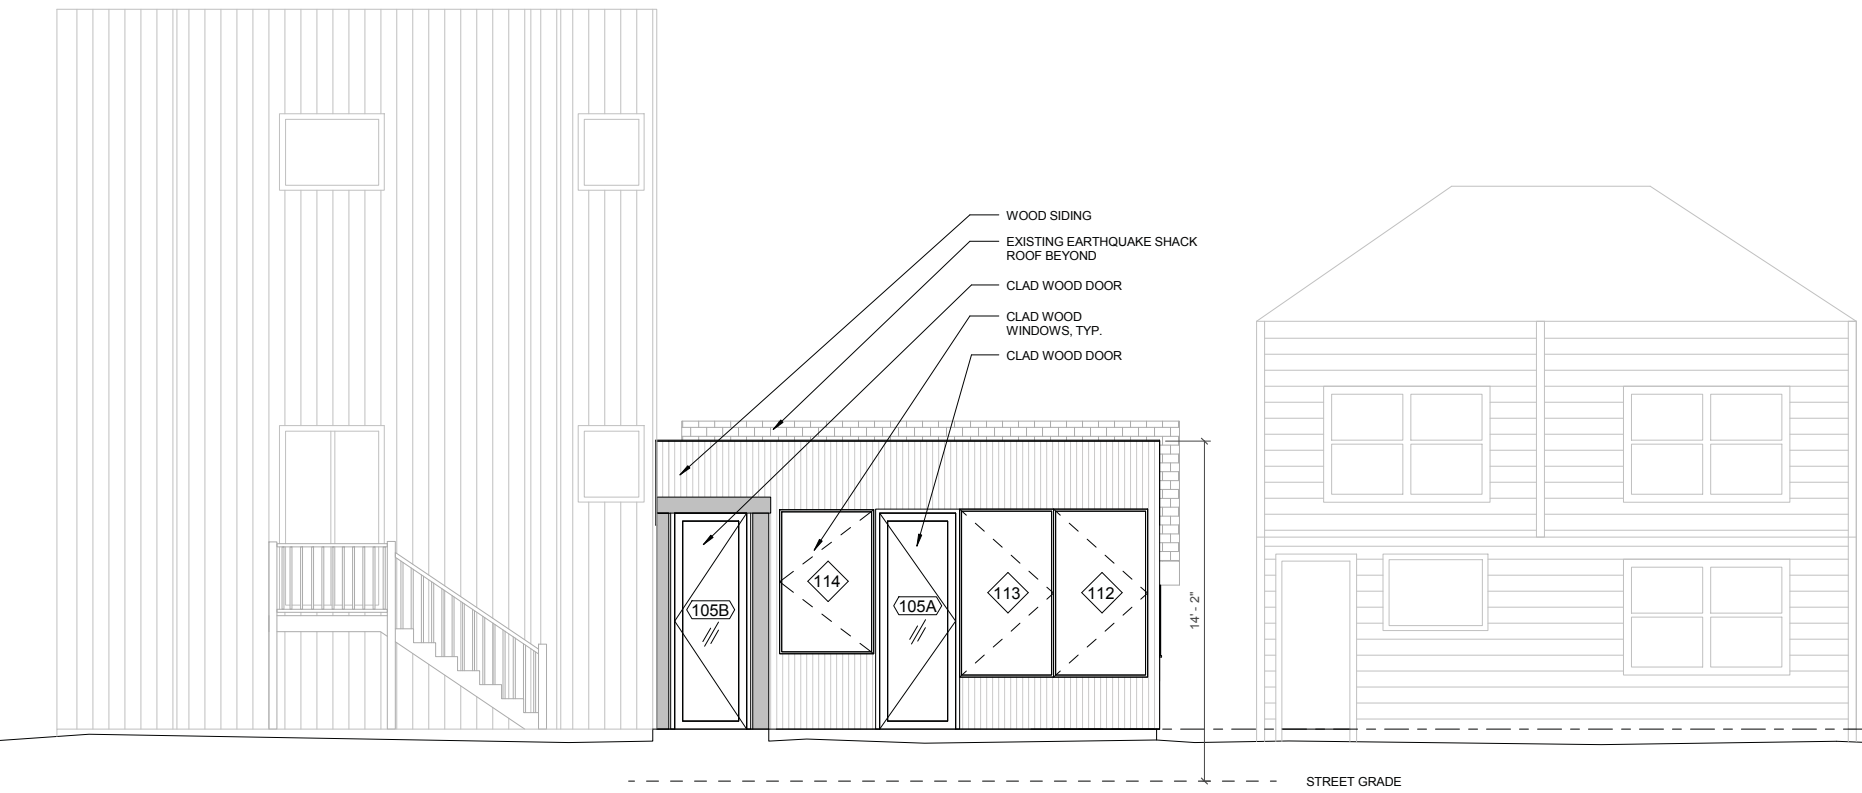 WOOD SIDING
EXISTING EARTHQUAKE SHACK
ROOF BEYOND
CLAD WOOD DOOR
CLAD WOOD
WINDOWS, TYP.
CLAD WOOD DOOR
114
113
112
105B
105A
14' - 2"
STREET GRADE